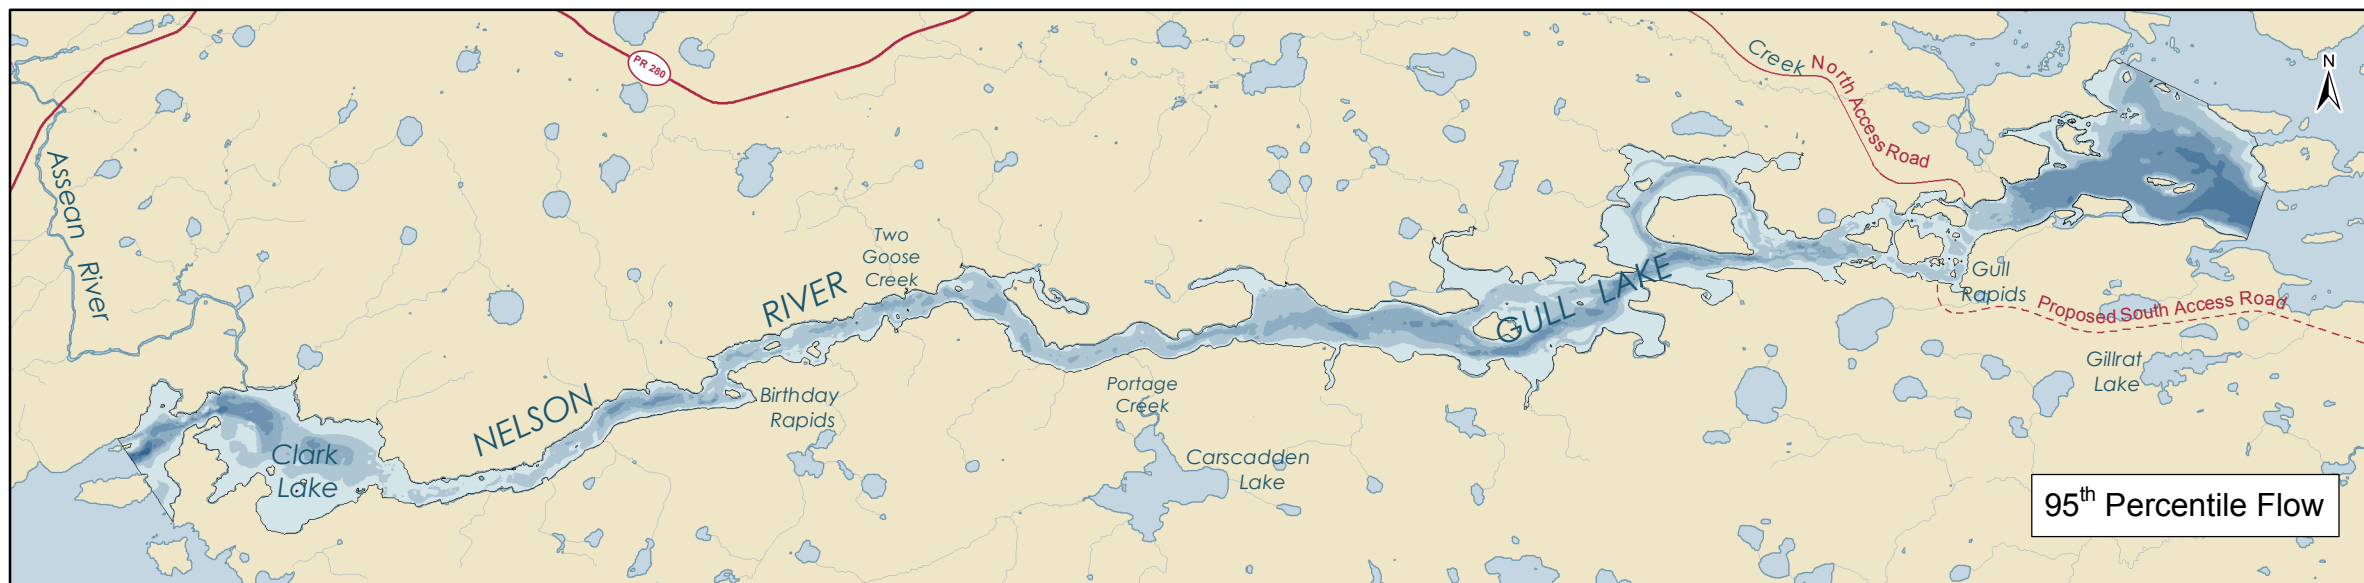 PR 280
Creek
North Access Road
N
Assean
River
Two
Goose
Creek
NELSON
RIVER
GULL LAKE
Gull
Rapids
Proposed South Access Road
Gillrat
Lake
Birthday
Rapids
Portage
Creek
Clark
Lake
Carscadden
Lake
95th Percentile Flow